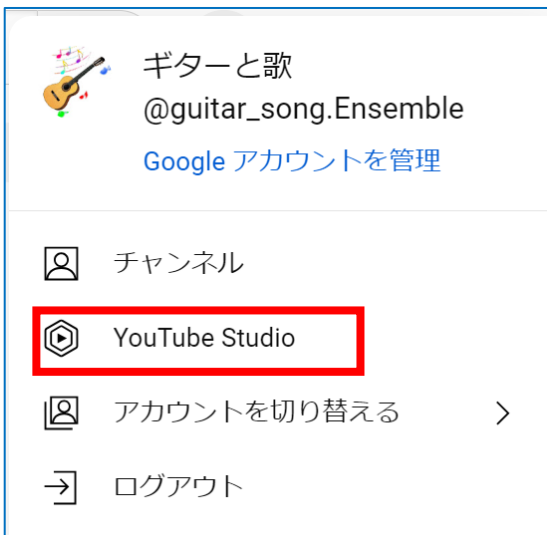 ギターと歌
@guitar_song.Ensemble
Google アカウントを管理
チャンネル
YouTube Studio
アカウントを切り替える
ログアウト